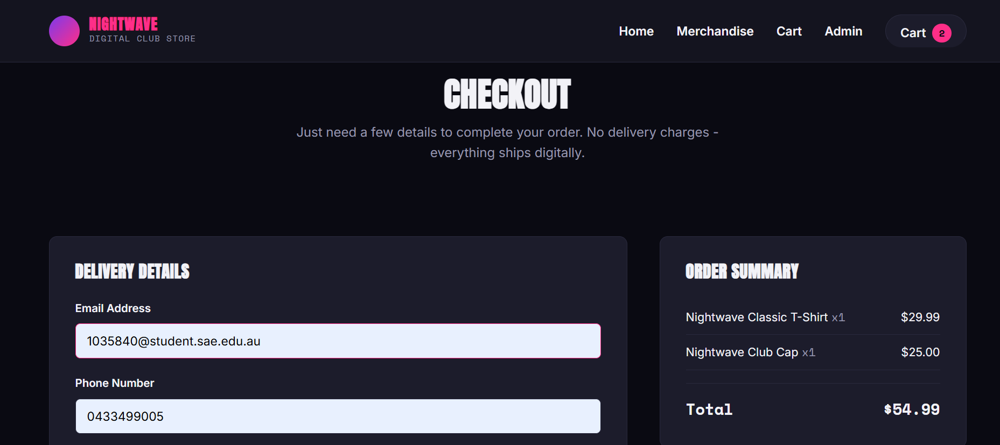 NIGHTWAVE
DIGITAL CLUB STORE
Home
Merchandise
Cart
Admin
Cart 2
CHECKOUT
Just need a few details to complete your order. No delivery charges -
everything ships digitally.
DELIVERY DETAILS
Email Address
1035840@student.sae.edu.au
Phone Number
0433499005
ORDER SUMMARY
Nightwave Classic T-Shirt x1 $29.99
Nightwave Club Cap x1 $25.00
Total $54.99